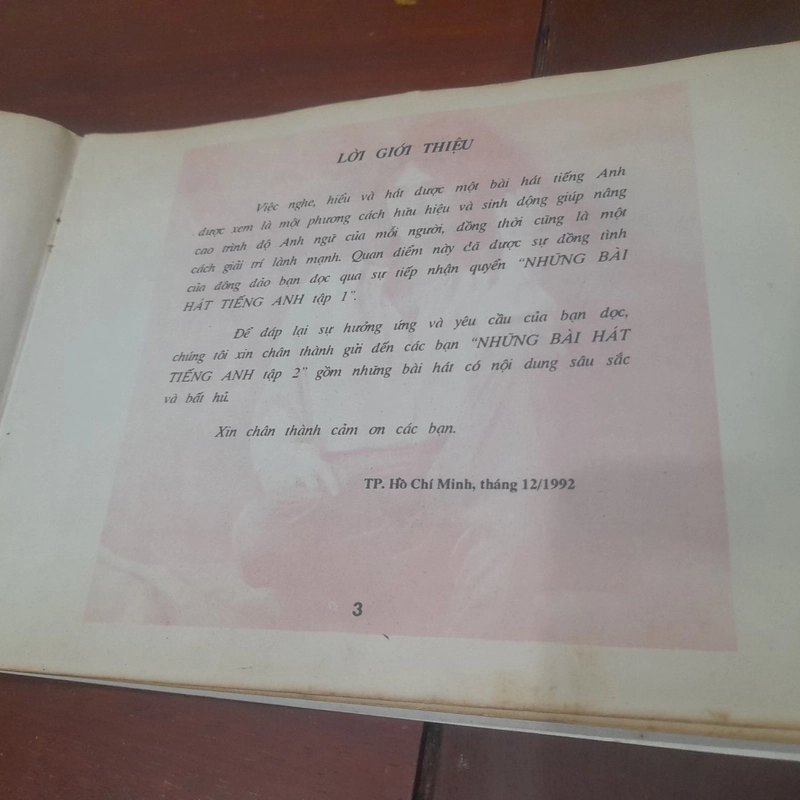 LỜI GIỚI THIỆU
Việc nghe, hiểu và hát được một bài hát tiếng Anh
được xem là một phương cách hữu hiệu và sinh động giúp nâng
cao trình độ Anh ngữ của mỗi người, đồng thời cũng là một
cách giải trí lành mạnh. Quan điểm này đã được sự đồng tình
của đông đảo bạn đọc qua sự tiếp nhận quyển "NHỮNG BÀI
HÁT TIẾNG ANH tập 1".
Để đáp lại sự hưởng ứng và yêu cầu của bạn đọc,
chúng tôi xin chân thành gửi đến các bạn "NHỮNG BÀI HÁT
TIẾNG ANH tập 2" gồm những bài hát có nội dung sâu sắc
và bất hủ.
Xin chân thành cảm ơn các bạn.
TP. Hồ Chí Minh, tháng 12/1992
3